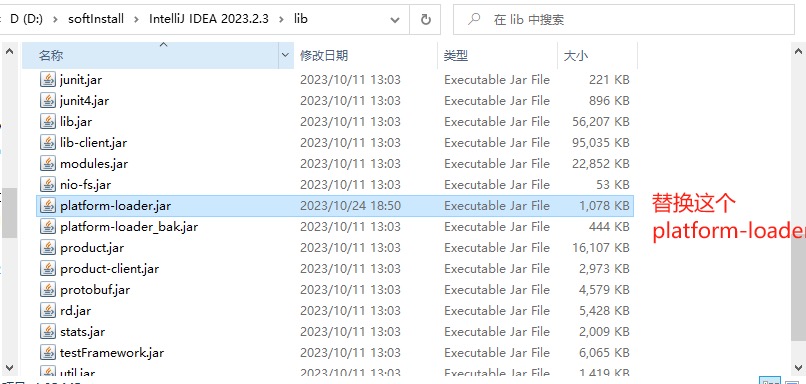 D (D:) › softInstall › IntelliJ IDEA 2023.2.3 › lib
在 lib 中搜索
名称 修改日期 类型 大小
junit.jar 2023/10/11 13:03 Executable Jar File 221 KB
junit4.jar 2023/10/11 13:03 Executable Jar File 896 KB
lib.jar 2023/10/11 13:03 Executable Jar File 56,207 KB
lib-client.jar 2023/10/11 13:03 Executable Jar File 95,035 KB
modules.jar 2023/10/11 13:03 Executable Jar File 22,852 KB
nio-fs.jar 2023/10/11 13:03 Executable Jar File 53 KB
platform-loader.jar 2023/10/24 18:50 Executable Jar File 1,078 KB
替换这个
platform-loader
platform-loader_bak.jar 2023/10/11 13:03 Executable Jar File 444 KB
product.jar 2023/10/11 13:03 Executable Jar File 16,107 KB
product-client.jar 2023/10/11 13:03 Executable Jar File 2,973 KB
protobuf.jar 2023/10/11 13:03 Executable Jar File 4,579 KB
rd.jar 2023/10/11 13:03 Executable Jar File 5,428 KB
stats.jar 2023/10/11 13:03 Executable Jar File 2,009 KB
testFramework.jar 2023/10/11 13:03 Executable Jar File 6,065 KB
util.jar 2023/10/11 13:03 Executable Jar File 1,419 KB